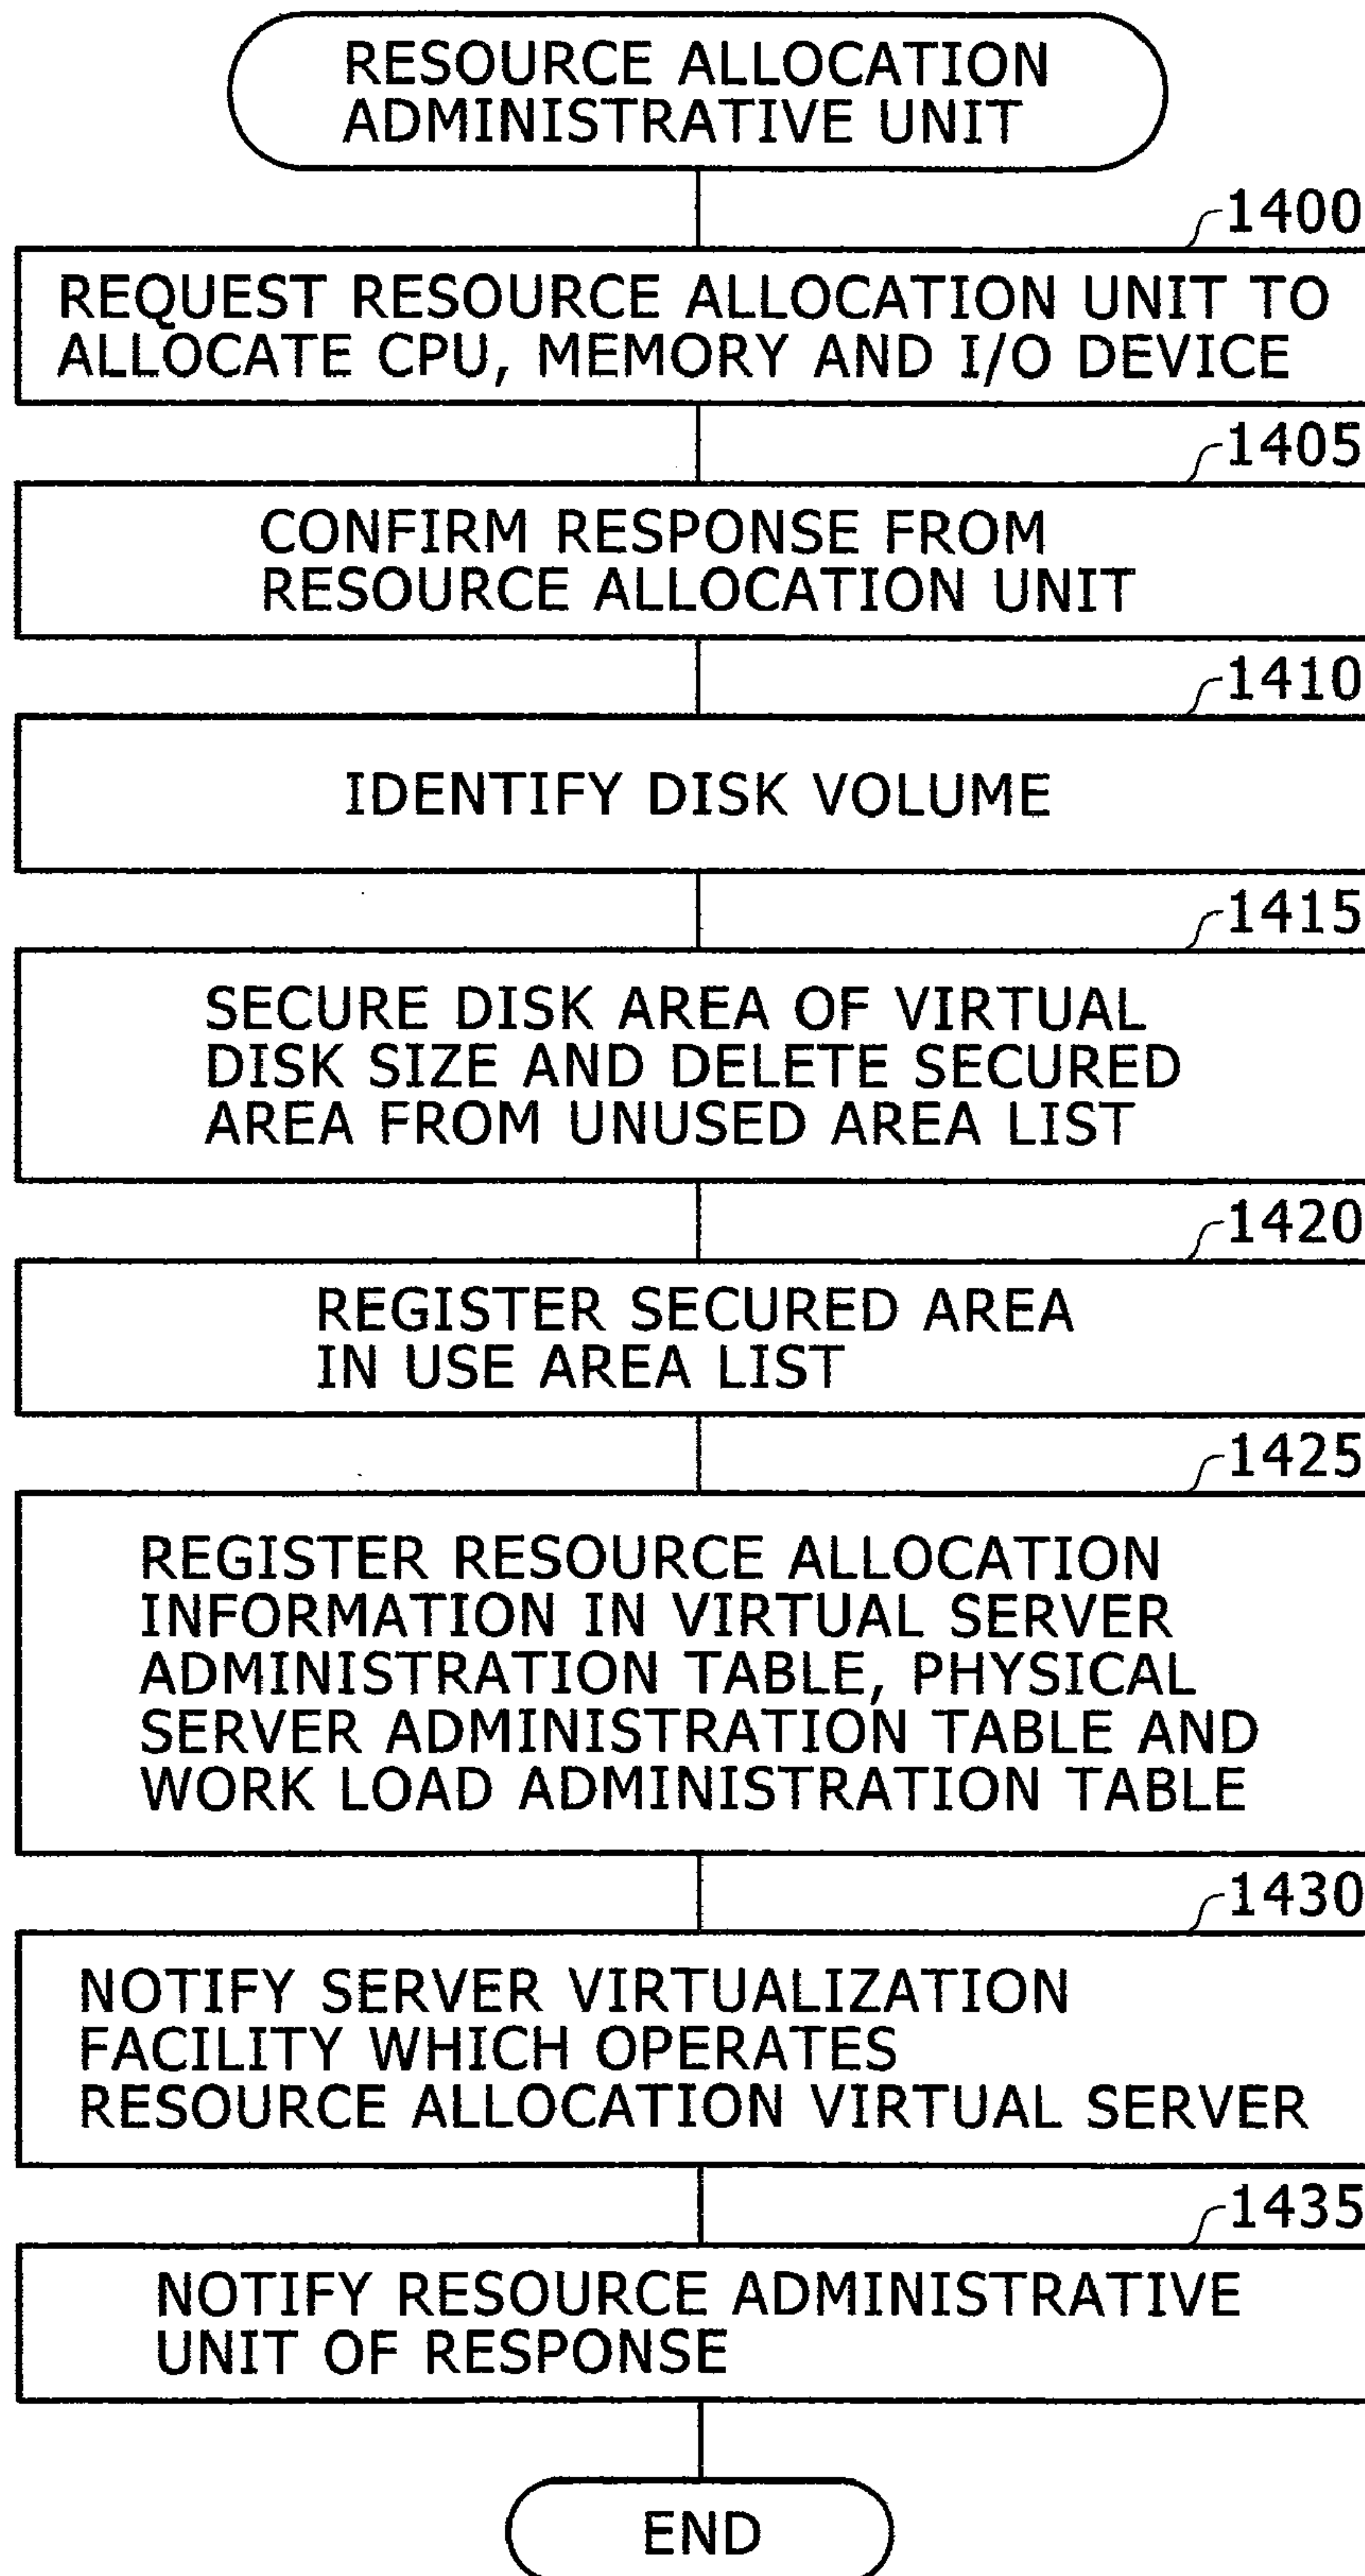 RESOURCE ALLOCATION
ADMINISTRATIVE UNIT
1400
REQUEST RESOURCE ALLOCATION UNIT TO
ALLOCATE CPU, MEMORY AND I/O DEVICE
1405
CONFIRM RESPONSE FROM
RESOURCE ALLOCATION UNIT
1410
IDENTIFY DISK VOLUME
1415
SECURE DISK AREA OF VIRTUAL
DISK SIZE AND DELETE SECURED
AREA FROM UNUSED AREA LIST
1420
REGISTER SECURED AREA
IN USE AREA LIST
1425
REGISTER RESOURCE ALLOCATION
INFORMATION IN VIRTUAL SERVER
ADMINISTRATION TABLE, PHYSICAL
SERVER ADMINISTRATION TABLE AND
WORK LOAD ADMINISTRATION TABLE
1430
NOTIFY SERVER VIRTUALIZATION
FACILITY WHICH OPERATES
RESOURCE ALLOCATION VIRTUAL SERVER
1435
NOTIFY RESOURCE ADMINISTRATIVE
UNIT OF RESPONSE
END